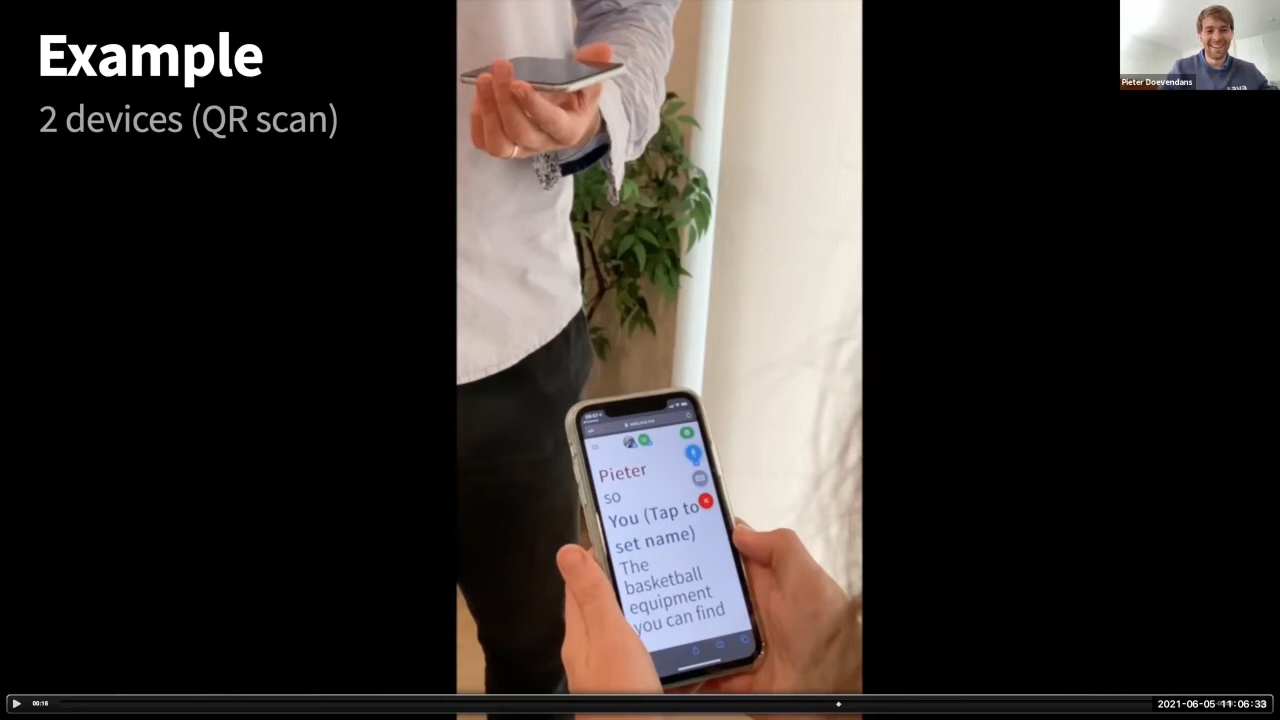 Example
2 devices (QR scan)
Pieter Doevendans
Pieter
so
You (Tap to
set name)
The
basketball
equipment
you can find
00:16
2021-06-05 11:06:33